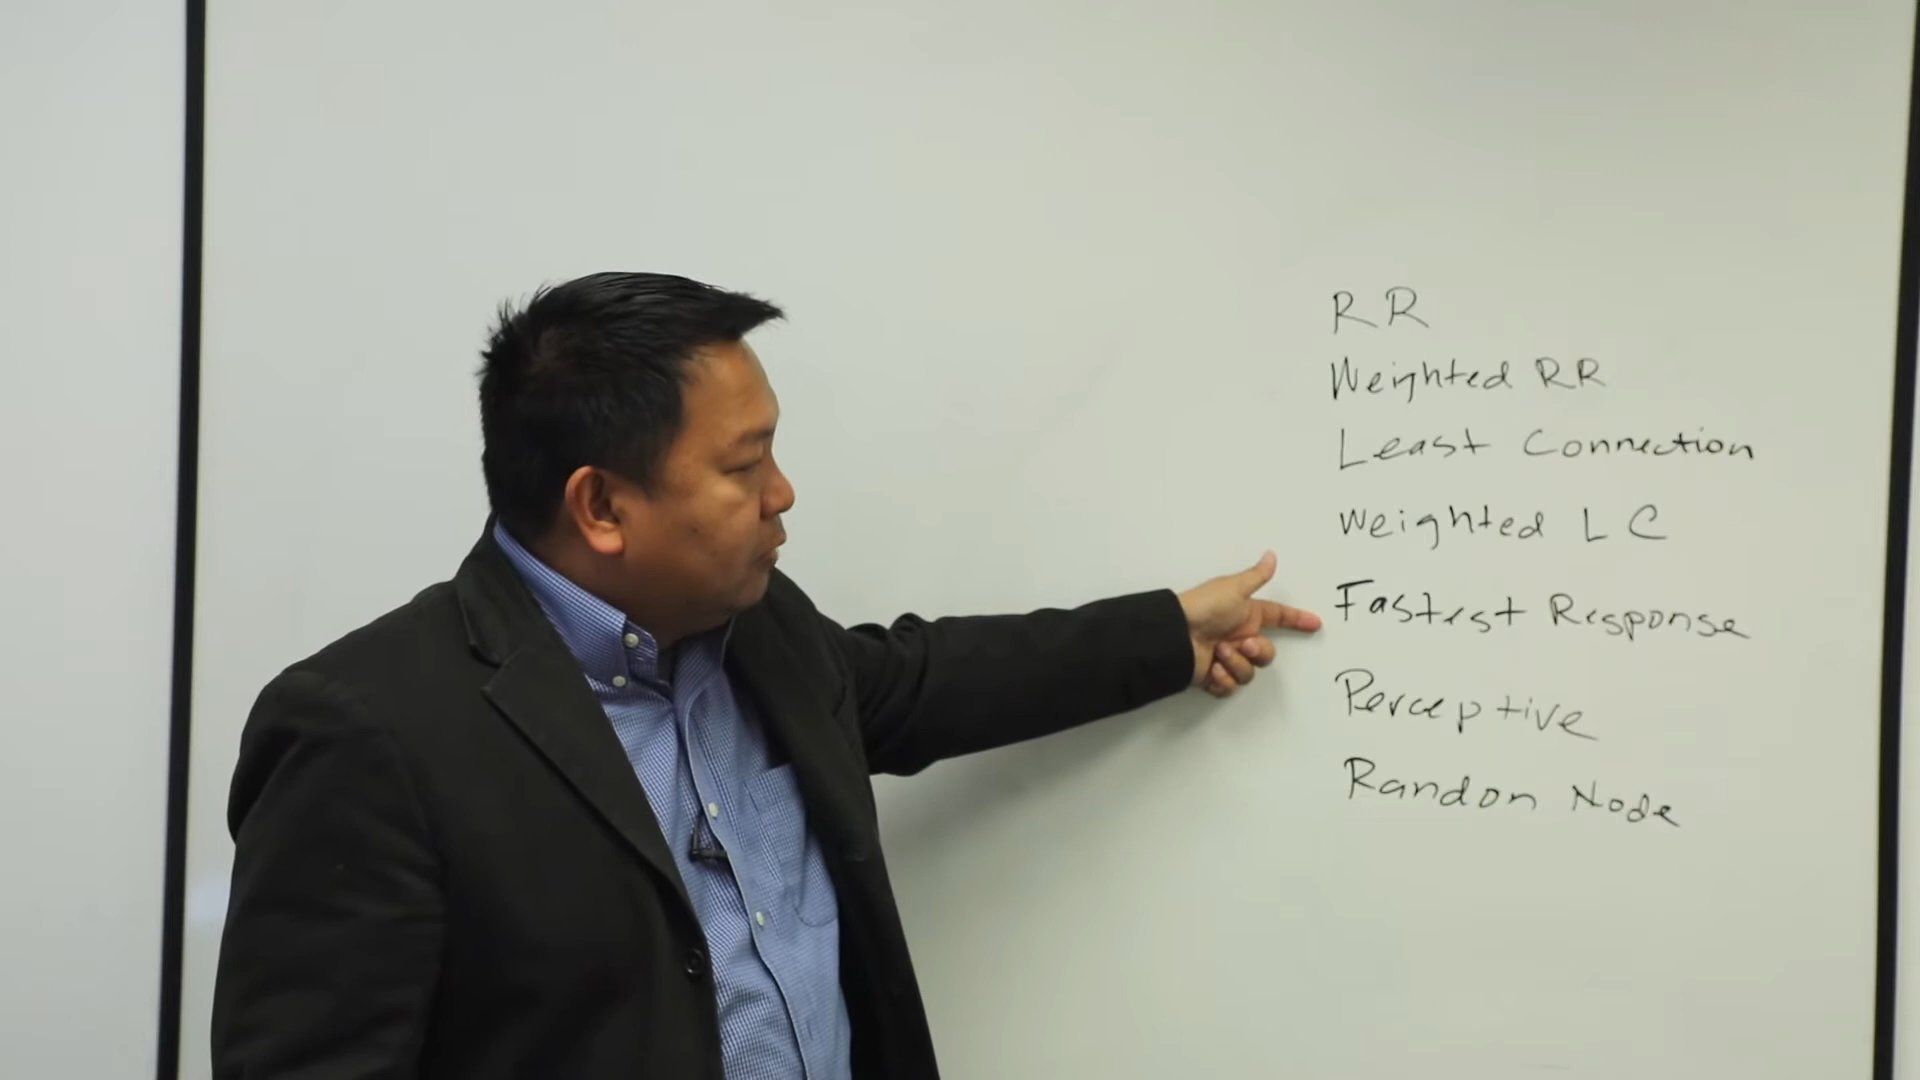 RR
Weighted RR
Least Connection
Weighted LC
Fastest Response
Perceptive
Randon Node